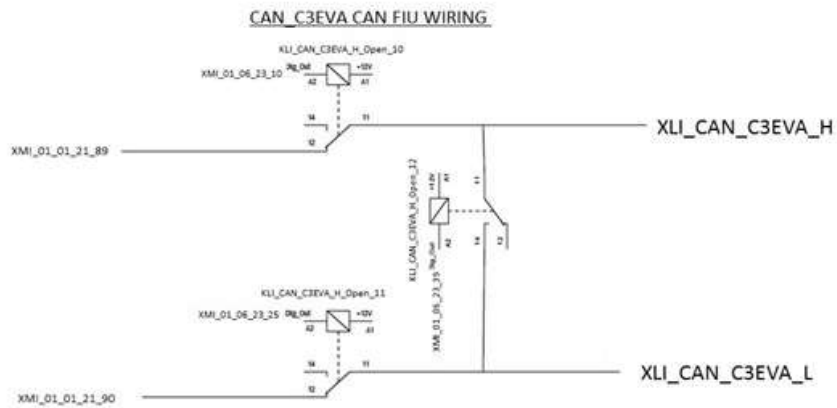 CAN_C3EVA CAN FIU WIRING
KLI_CAN_C3EVA_H_Open_10
XMI_01_06_23_10
Dig_Out
+12V
A2
A1
14
11
12
XMI_01_01_21_89
XLI_CAN_C3EVA_H
XLI_CAN_C3EVA_H_Open_12
+12V
A1
11
Dig_Out
A2
14
12
XMI_01_06_23_35
KLI_CAN_C3EVA_H_Open_11
XMI_01_06_23_25
Dig_Out
+12V
A2
A1
14
11
12
XMI_01_01_21_90
XLI_CAN_C3EVA_L